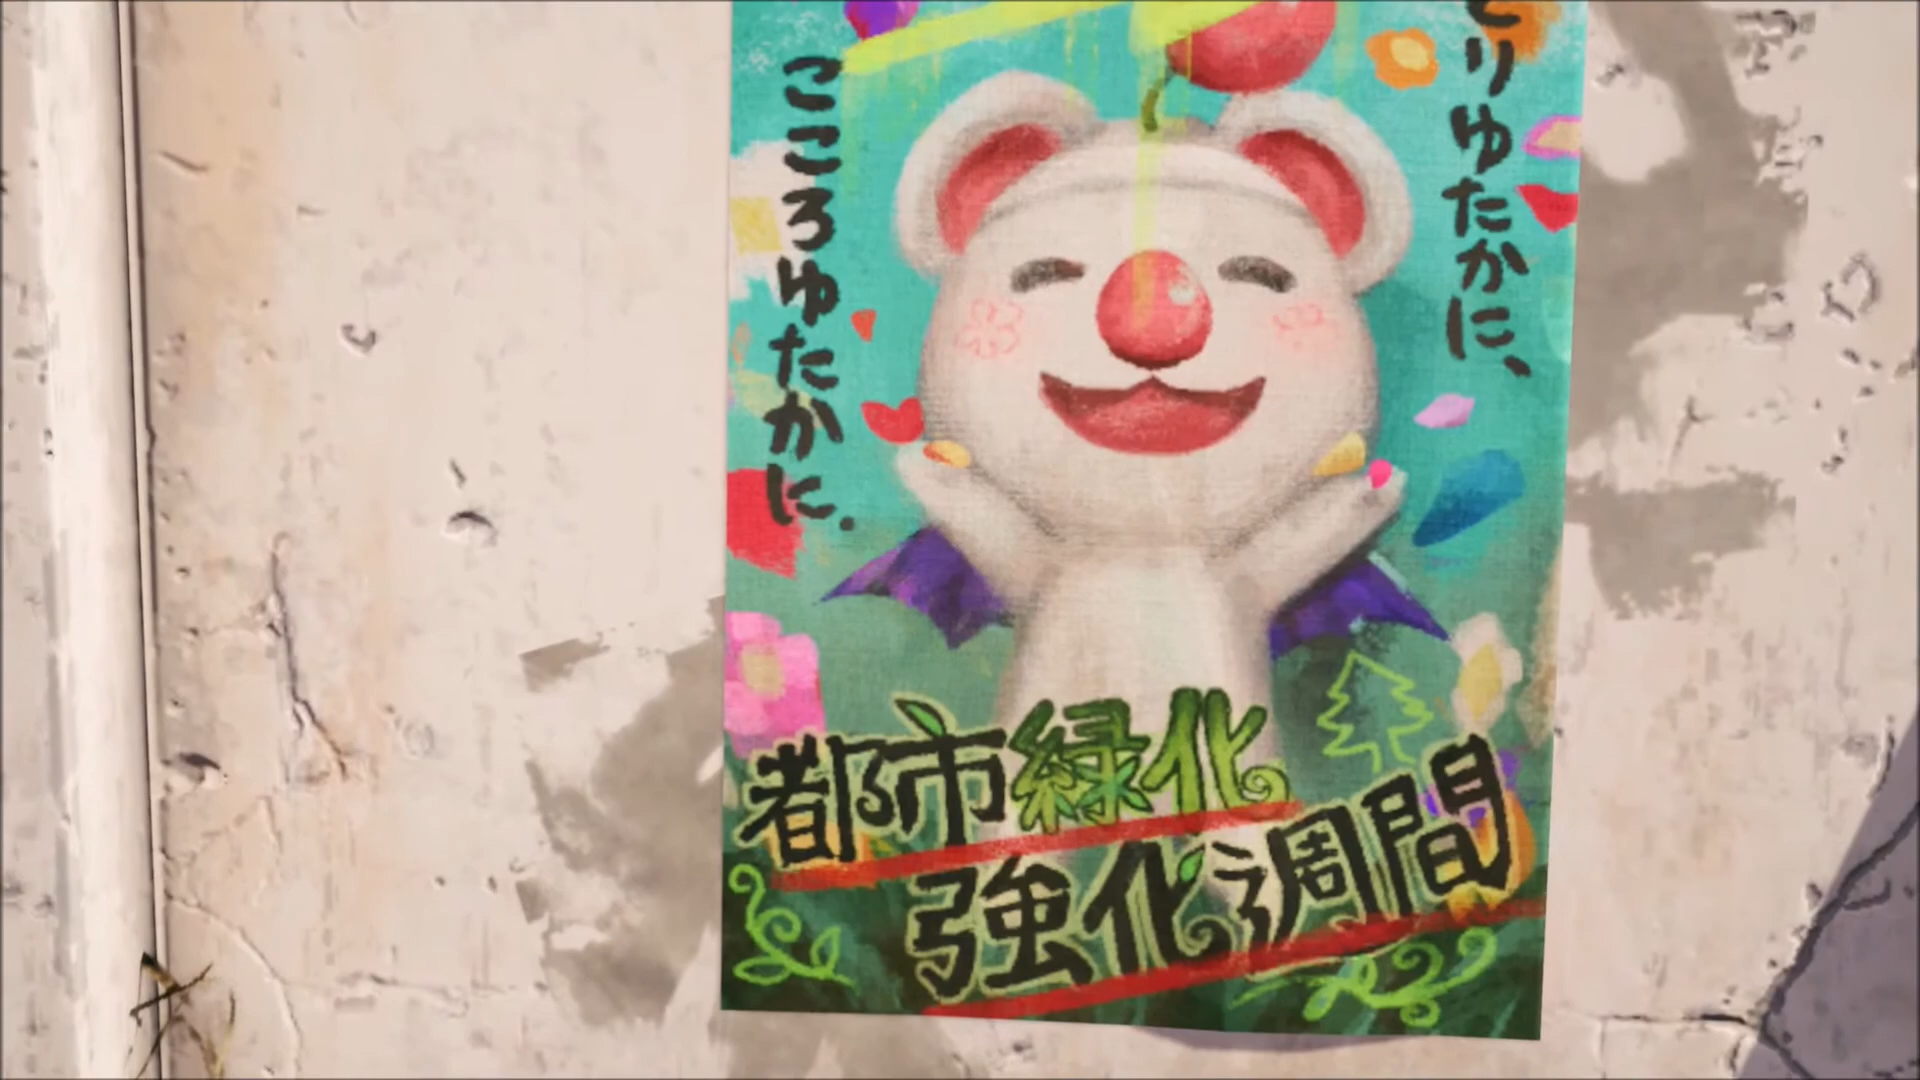 りゆたかに、
こころゆたかに.
都市緑化
強化週間